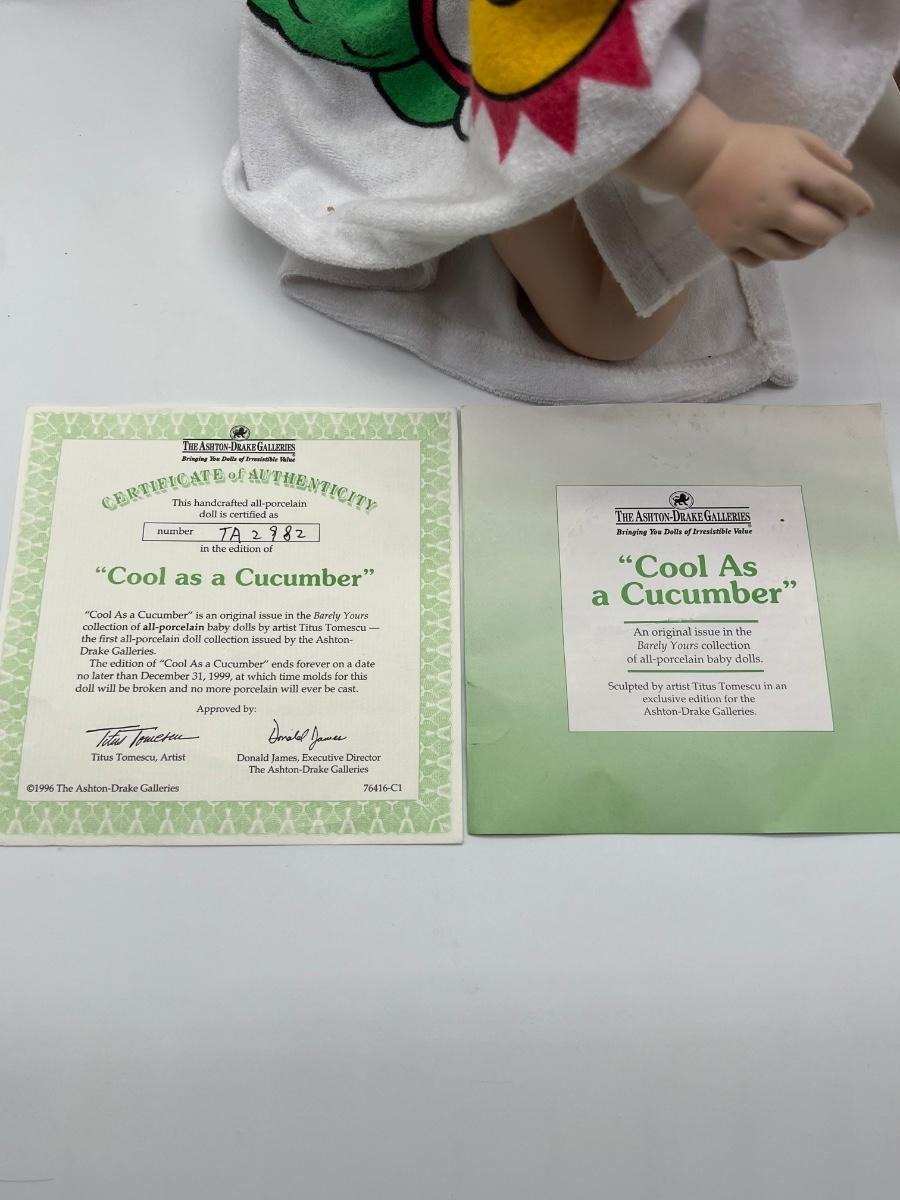 THE ASHTON-DRAKE GALLERIES
Bringing You Dolls of Irresistible Value
CERTIFICATE of AUTHENTICITY
This handcrafted all-porcelain
doll is certified as
number TA 2982
in the edition of
“Cool as a Cucumber”
“Cool As a Cucumber” is an original issue in the Barely Yours
collection of all-porcelain baby dolls by artist Titus Tomescu —
the first all-porcelain doll collection issued by the Ashton-
Drake Galleries.
The edition of “Cool As a Cucumber” ends forever on a date
no later than December 31, 1999, at which time molds for this
doll will be broken and no more porcelain will ever be cast.
Approved by:
Titus Tomescu Donald James
Titus Tomescu, Artist Donald James, Executive Director
The Ashton-Drake Galleries
©1996 The Ashton-Drake Galleries 76416-C1
THE ASHTON-DRAKE GALLERIES
Bringing You Dolls of Irresistible Value
“Cool As
a Cucumber”
An original issue in the
Barely Yours collection
of all-porcelain baby dolls.
Sculpted by artist Titus Tomescu in an
exclusive edition for the
Ashton-Drake Galleries.